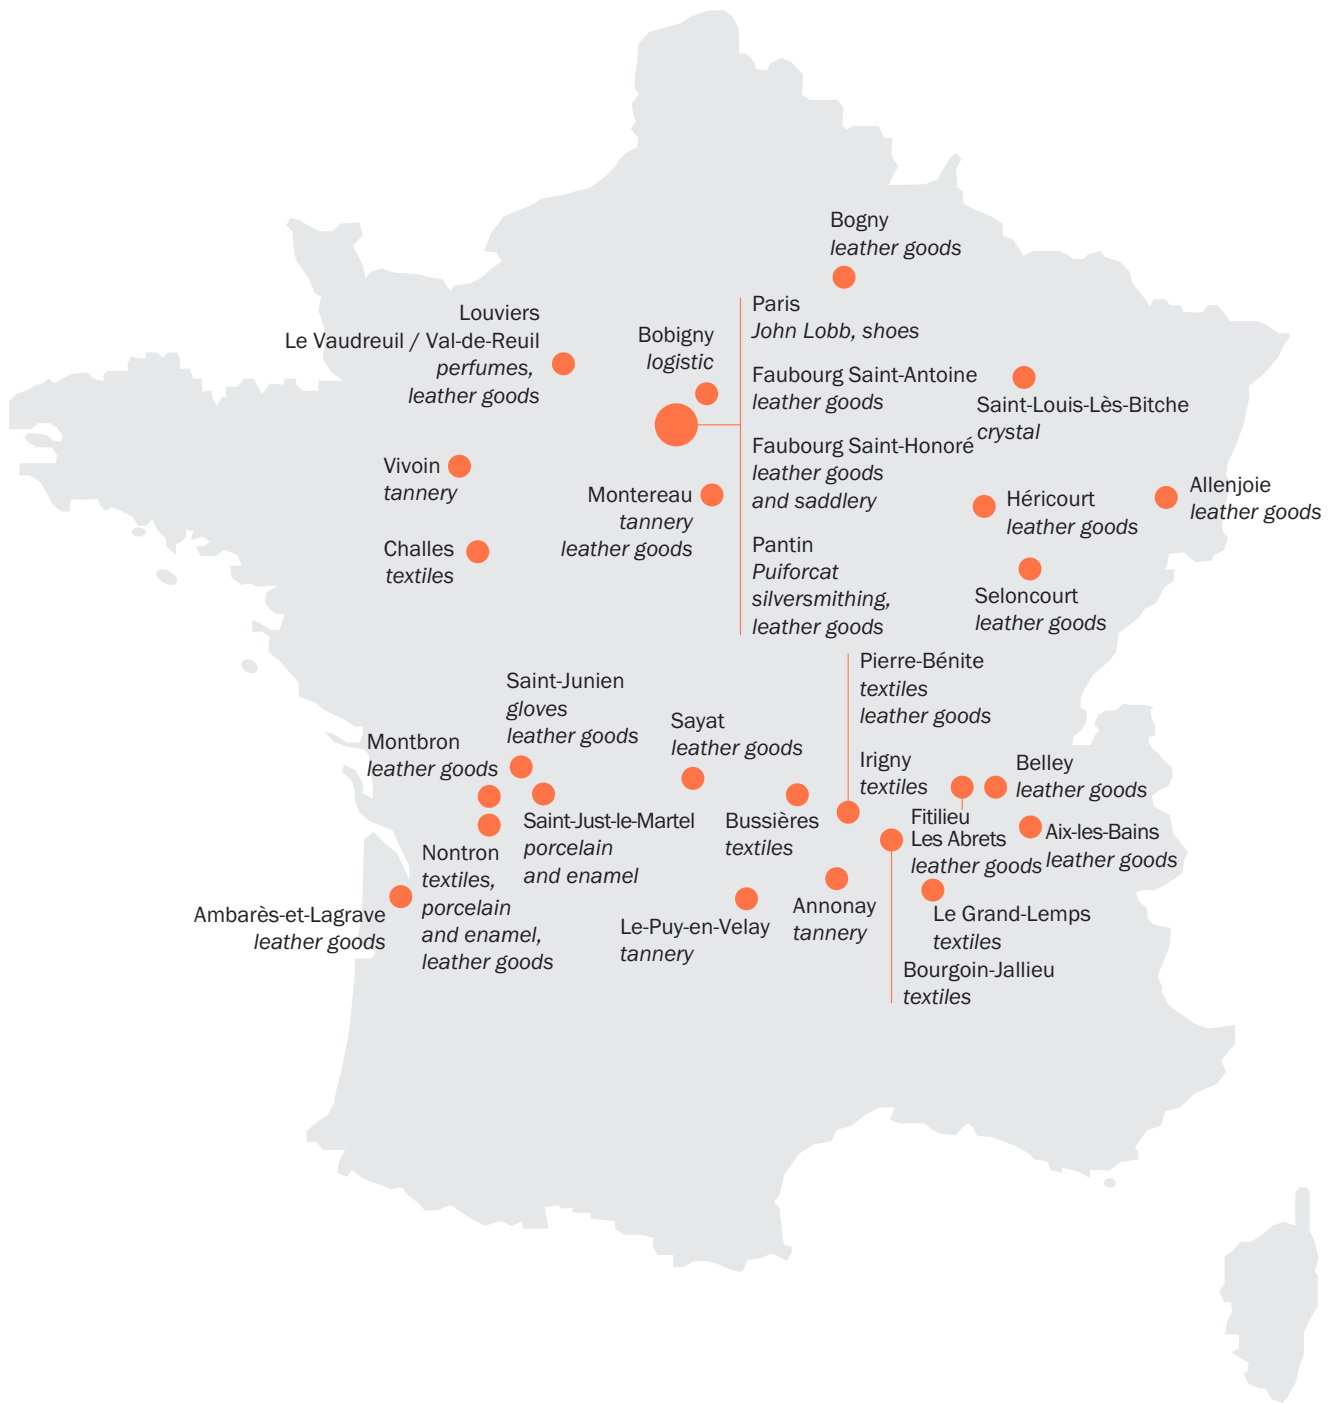 Bogny
leather goods
Louviers
Le Vaudreuil / Val-de-Reuil
perfumes,
leather goods
Bobigny
logistic
Paris
John Lobb, shoes
Faubourg Saint-Antoine
leather goods
Faubourg Saint-Honoré
leather goods
and saddlery
Pantin
Puiforcat
silversmithing,
leather goods
Saint-Louis-Lès-Bitche
crystal
Vivoin
tannery
Montereau
tannery
leather goods
Héricourt
leather goods
Allenjoie
leather goods
Challes
textiles
Seloncourt
leather goods
Pierre-Bénite
textiles
leather goods
Irigny
textiles
Saint-Junien
gloves
leather goods
Sayat
leather goods
Montbron
leather goods
Belley
leather goods
Saint-Just-le-Martel
porcelain
and enamel
Bussières
textiles
Fitilieu
Les Abrets
leather goods
Aix-les-Bains
leather goods
Nontron
textiles,
porcelain
and enamel,
leather goods
Ambarès-et-Lagrave
leather goods
Le-Puy-en-Velay
tannery
Annonay
tannery
Le Grand-Lemps
textiles
Bourgoin-Jallieu
textiles